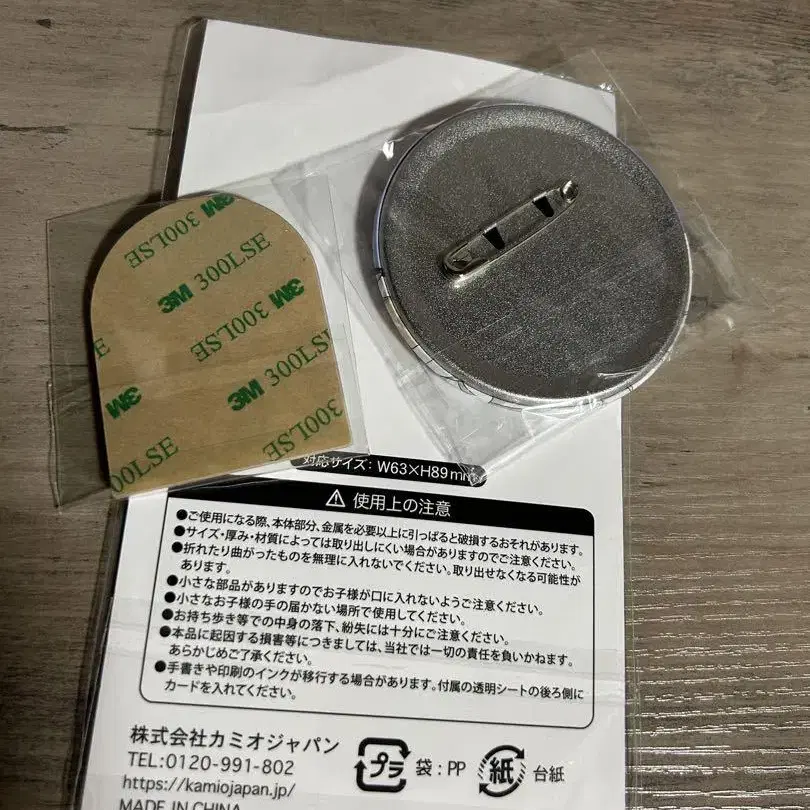 3M 300LSE
300LSE
3M 300LSE
3M
300LSE
3M 300LSE
3M
300LSE
00LSE
対応サイズ: W63×H89mm
⚠ 使用上の注意
●ご使用になる際、本体部分、金属を必要以上に引っぱると破損するおそれがあります。
●サイズ・厚み・材質によっては取り出しにくい場合がありますのでご注意ください。
●折れたり曲がったものを無理に入れないでください。取り出せなくなる可能性が
あります。
●小さな部品がありますのでお子様が口に入れないようご注意ください。
●小さなお子様の手の届かない場所で使用してください。
●お持ち歩き等での中身の落下、紛失には十分にご注意ください。
●本品に起因する損害等につきましては、当社では一切の責任を負いかねます。
あらかじめご了承ください。
●手書きや印刷のインクが移行する場合があります。付属の透明シートの後ろ側に
カードを入れてください。
株式会社カミオジャパン
TEL:0120-991-802
https://kamiojapan.jp/
MADE IN CHINA
プラ 袋:PP
紙 台紙